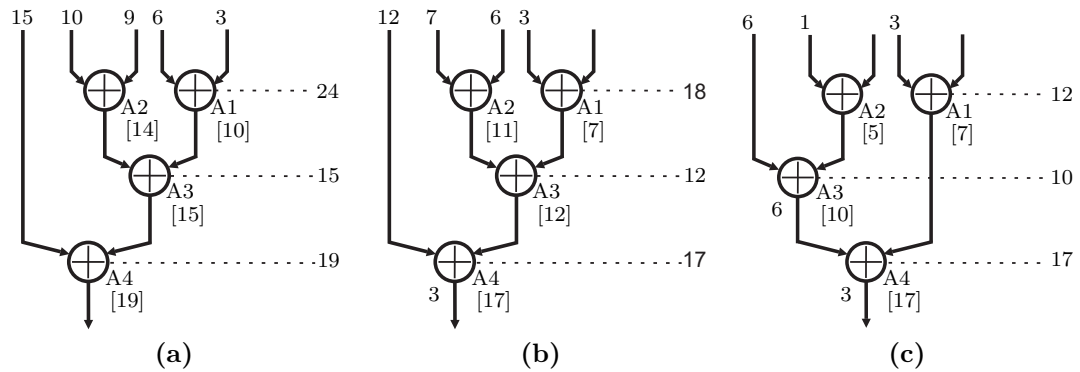 15 10 9 6 3 12 7 6 3 6 1 3
24 18 12
A2 A1 A2 A1 A2 A1
[14] [10] [11] [7] [5] [7]
15 12 10
A3 A3 A3
[15] [12] 6 [10]
19 17 17
A4 A4 A4
[19] 3 [17] 3 [17]
(a) (b) (c)